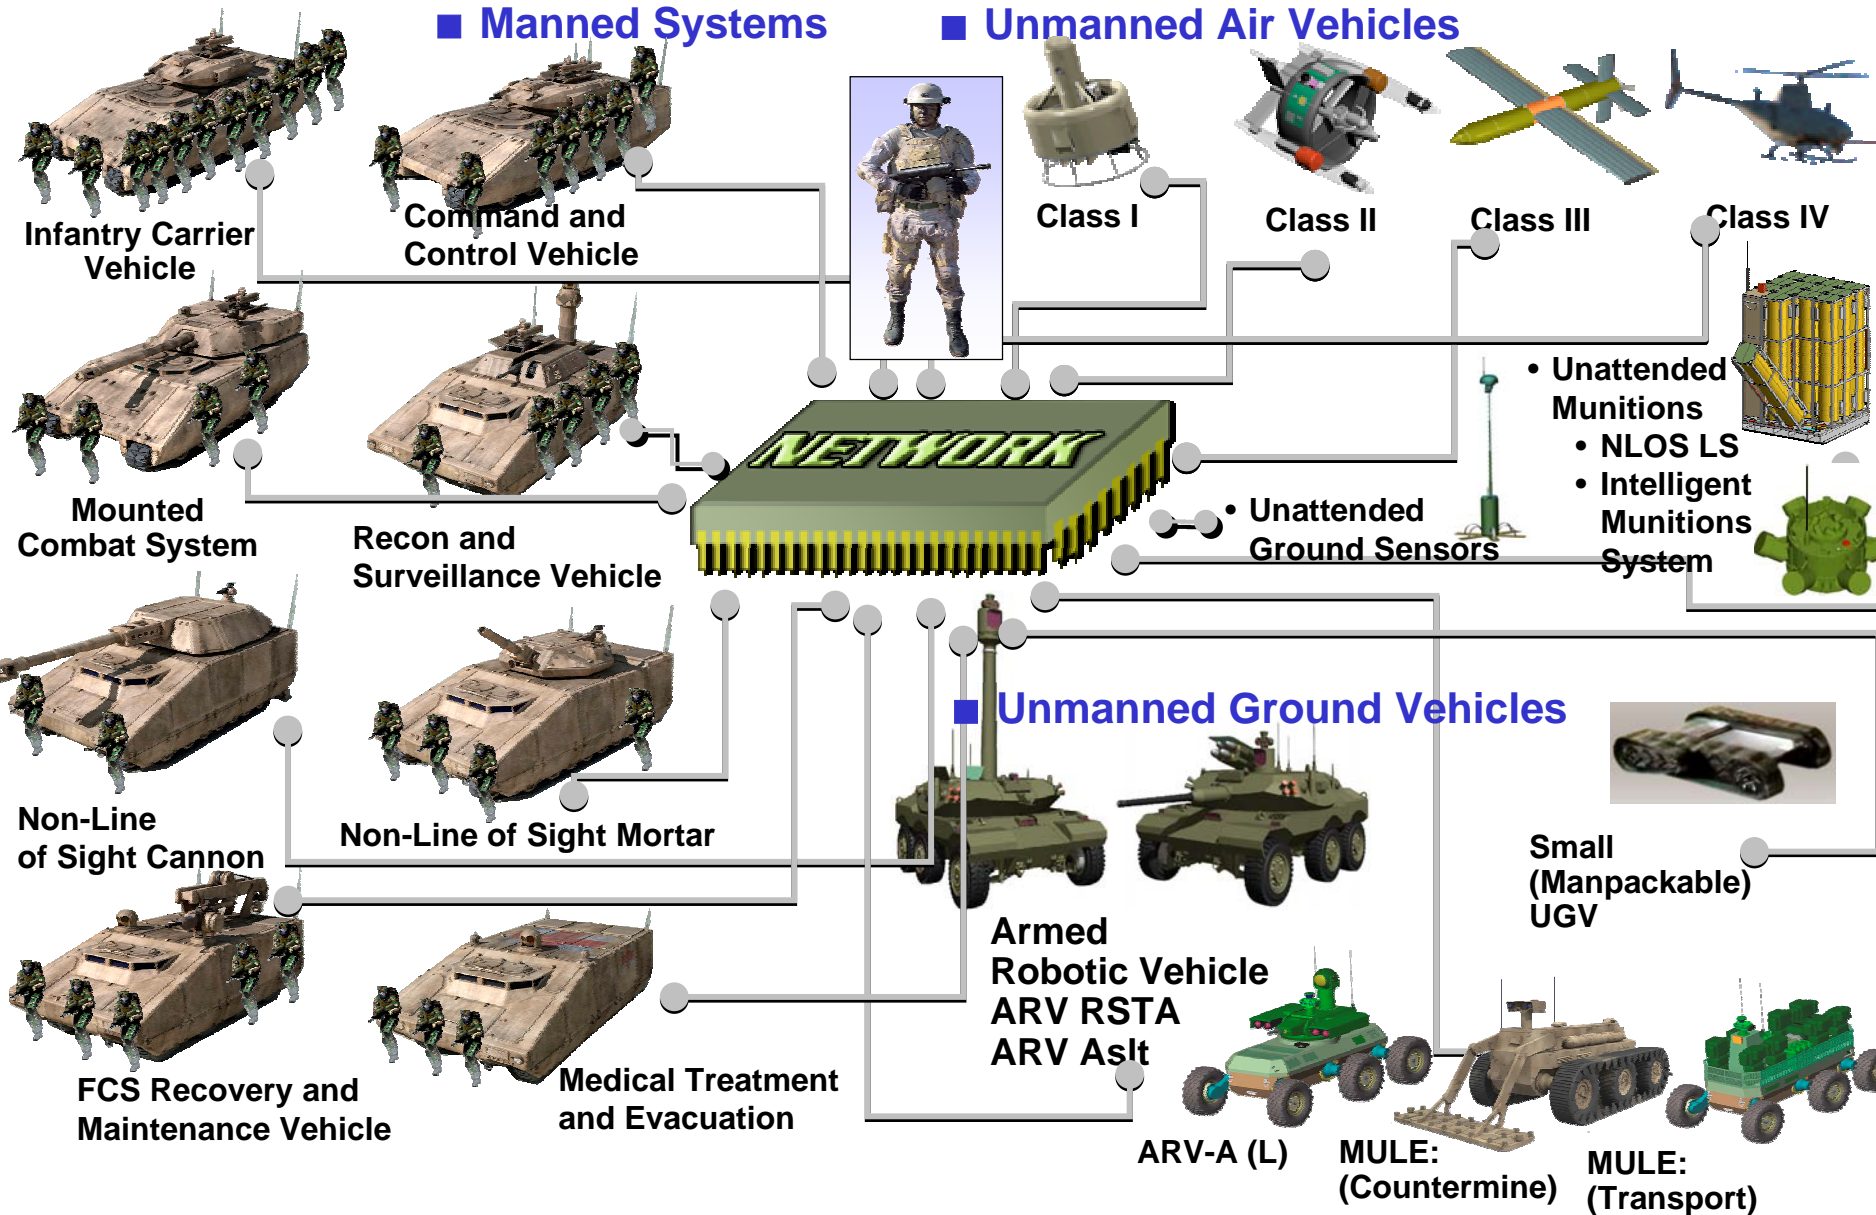 ■ Manned Systems
■ Unmanned Air Vehicles
Infantry Carrier
Vehicle
Command and
Control Vehicle
Class I
Class II
Class III
Class IV
Mounted
Combat System
Recon and
Surveillance Vehicle
NETWORK
• Unattended
Munitions
• NLOS LS
• Intelligent
Munitions
System
• Unattended
Ground Sensors
Non-Line
of Sight Cannon
Non-Line of Sight Mortar
■ Unmanned Ground Vehicles
Small
(Manpackable)
UGV
Armed
Robotic Vehicle
ARV RSTA
ARV Aslt
FCS Recovery and
Maintenance Vehicle
Medical Treatment
and Evacuation
ARV-A (L)
MULE:
(Countermine)
MULE:
(Transport)